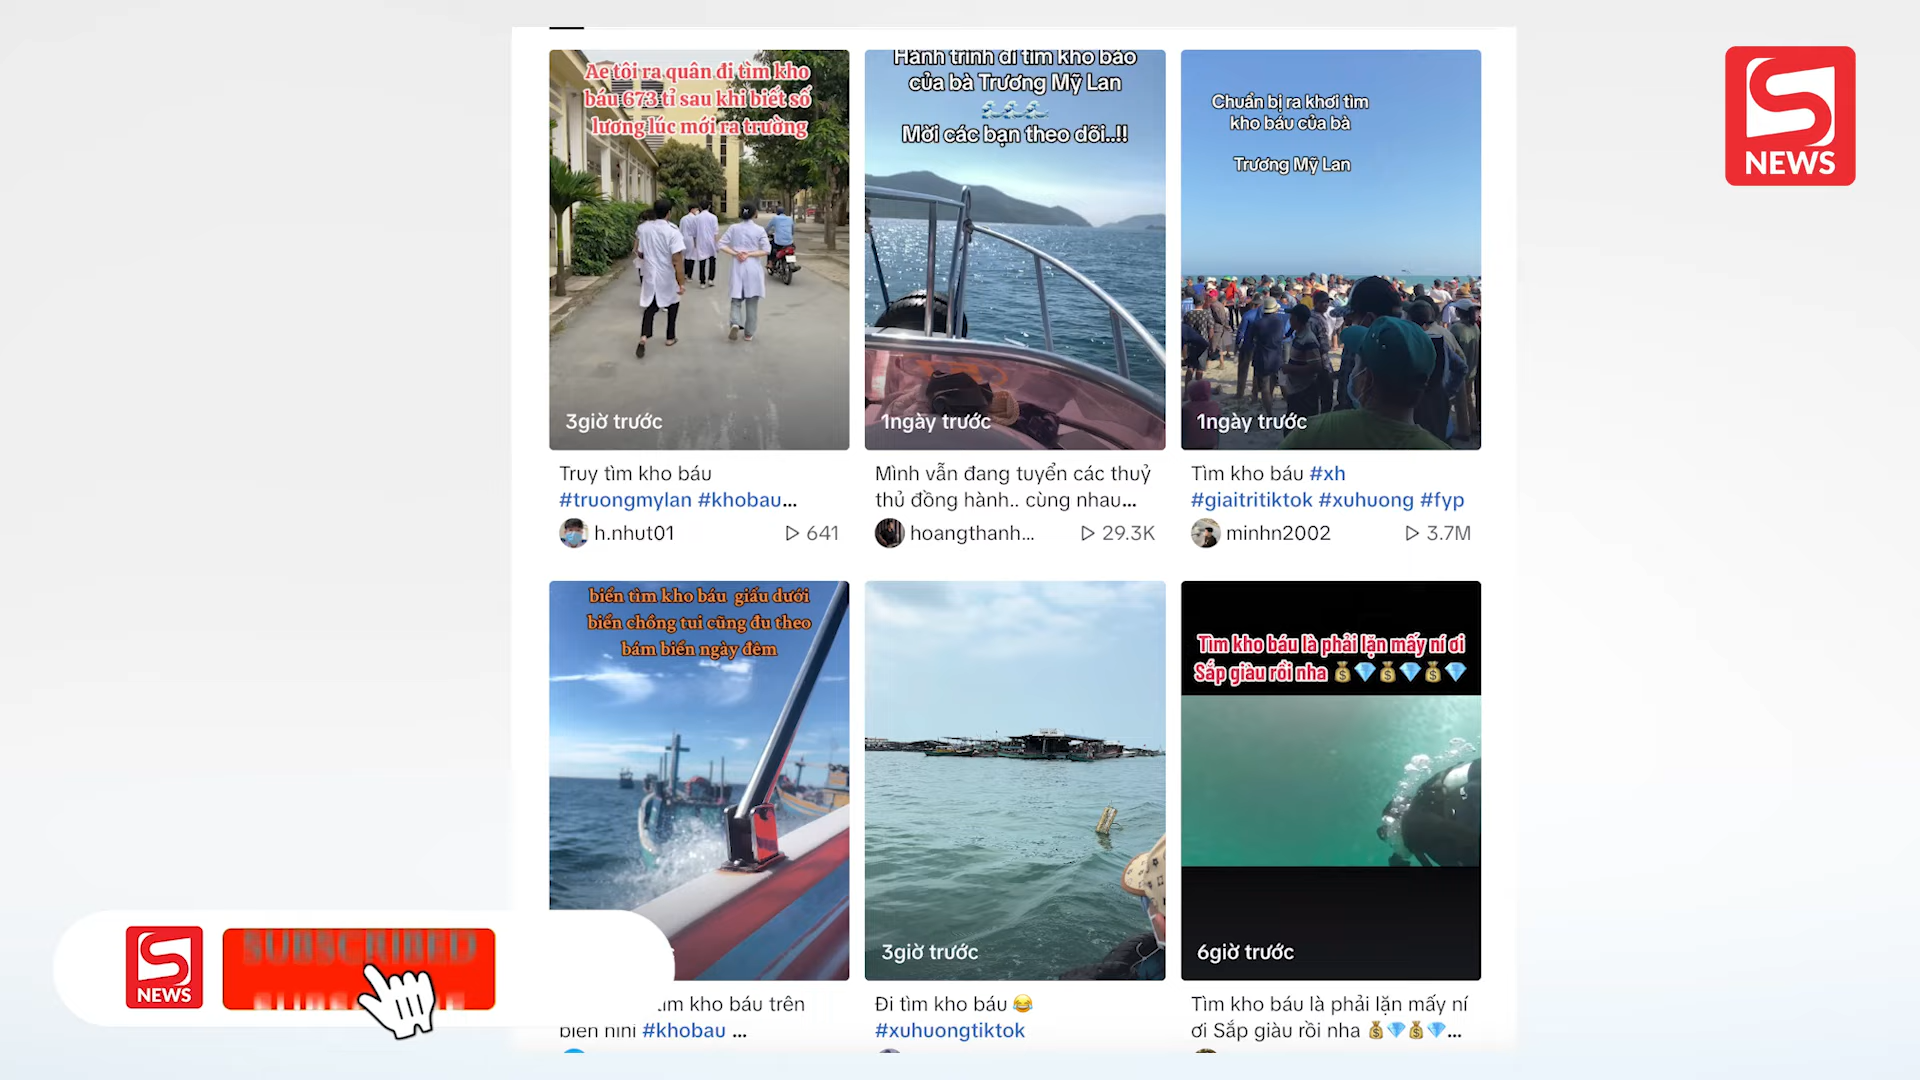 Ae tôi ra quân đi tìm kho
báu 673 tỉ sau khi biết số
lương lúc mới ra trường
3giờ trước
Truy tìm kho báu
#truongmylan #khobau...
h.nhut01
641
Hành trình đi tìm kho báo
của bà Trương Mỹ Lan
🌊🌊🌊
Mời các bạn theo dõi..!!
1ngày trước
Mình vẫn đang tuyển các thuỷ
thủ đồng hành.. cùng nhau...
hoangthanh...
29.3K
Chuẩn bị ra khơi tìm
kho báu của bà
Trương Mỹ Lan
1ngày trước
Tìm kho báu #xh
#giaitritiktok #xuhuong #fyp
minhn2002
3.7M
S
NEWS
biển tìm kho báu giấu dưới
biển chồng tui cũng đu theo
bám biển ngày đêm
kho báu trên
biển hihi #khobau ...
3giờ trước
Đi tìm kho báu 😂
#xuhuongtiktok
Tìm kho báu là phải lặn mấy ní ơi
Sắp giàu rồi nha 💰💎💰💎💰💎
6giờ trước
Tìm kho báu là phải lặn mấy ní
ơi Sắp giàu rồi nha 💰💎💰💎...
S
NEWS
SUBSCRIBED